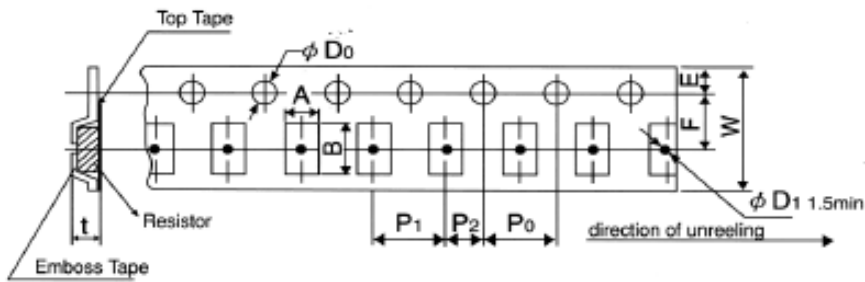 Top Tape
ϕ D0
A
E
F
W
B
t
Resistor
P1
P2
P0
ϕ D1 1.5min
direction of unreeling
Emboss Tape